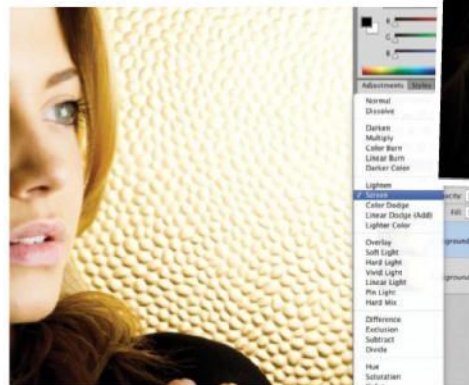 R
G
B
Adjustments Styles
Normal
Dissolve
Darken
Multiply
Color Burn
Linear Burn
Darker Color
Lighten
✓ Screen
Color Dodge
Linear Dodge (Add)
Lighter Color
Overlay
Soft Light
Hard Light
Vivid Light
Linear Light
Pin Light
Hard Mix
Difference
Exclusion
Subtract
Divide
Hue
Saturation
Fill